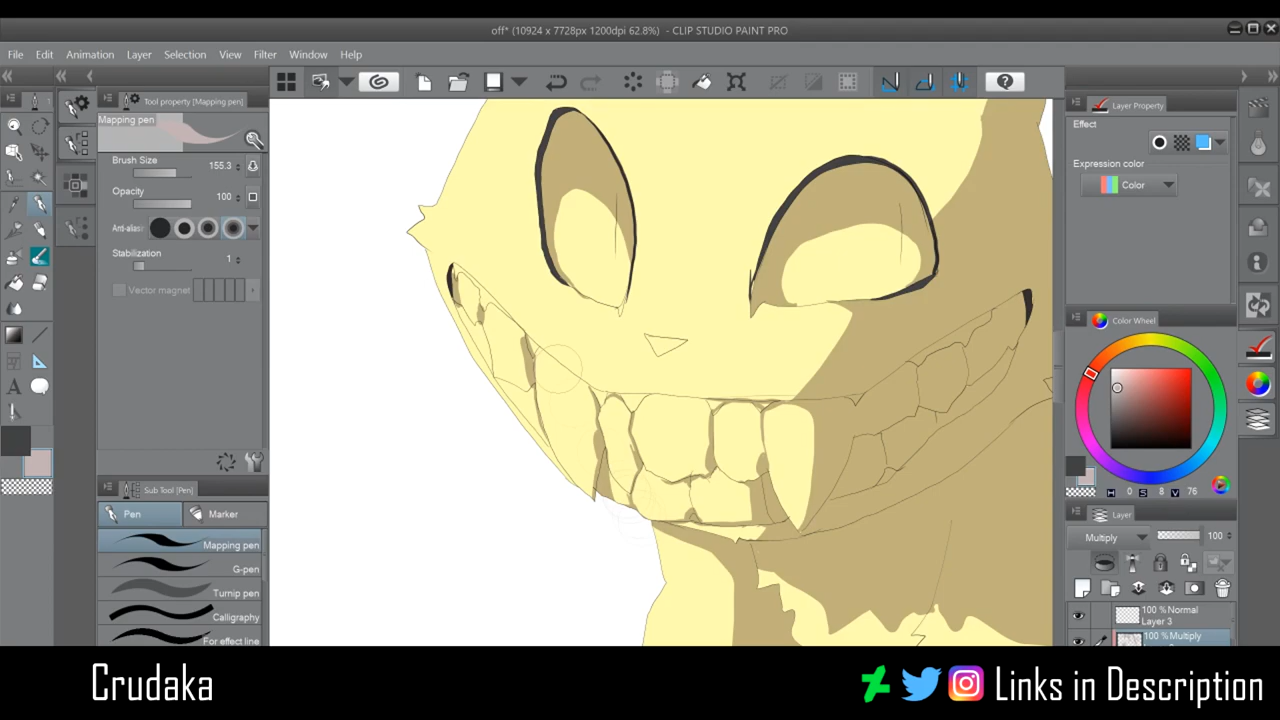 off* (10924 x 7728px 1200dpi 62.8%) - CLIP STUDIO PAINT PRO
File Edit Animation Layer Selection View Filter Window Help
Tool property [Mapping pen]
Mapping pen
Brush Size 155.3
Opacity 100
Anti-alias
Stabilization 1
Vector magnet
Sub Tool [Pen]
Pen Marker
Mapping pen
G-pen
Turnip pen
Calligraphy
For effect line
Layer Property
Effect
Expression color
Color
Color Wheel
H 0 S 8 V 76
Layer
Multiply 100
100 % Normal
Layer 3
100 % Multiply
Crudaka
Links in Description